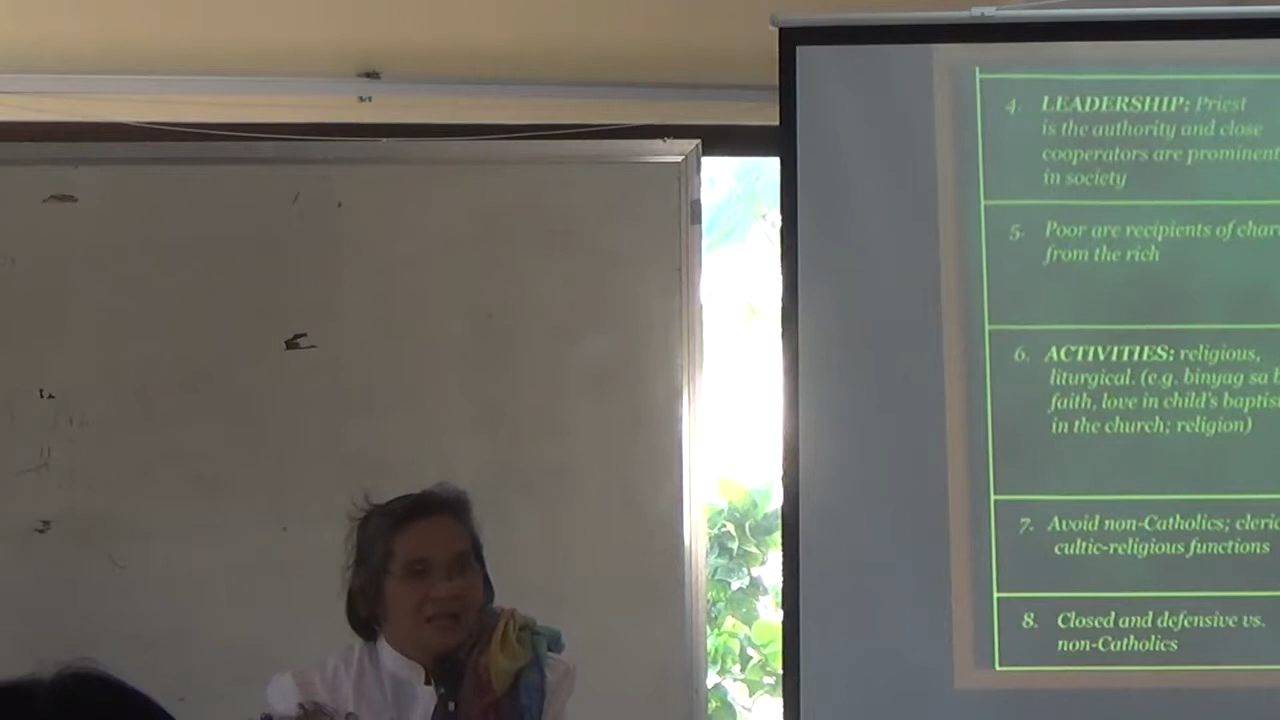 4. LEADERSHIP: Priest
is the authority and close
cooperators are prominent
in society
5. Poor are recipients of
from the rich
6. ACTIVITIES: religious,
liturgical. (e.g. binyag sa
faith, love in child's
in the church; religion)
7. Avoid non-Catholics;
cultic-religious functions
8. Closed and defensive vs.
non-Catholics